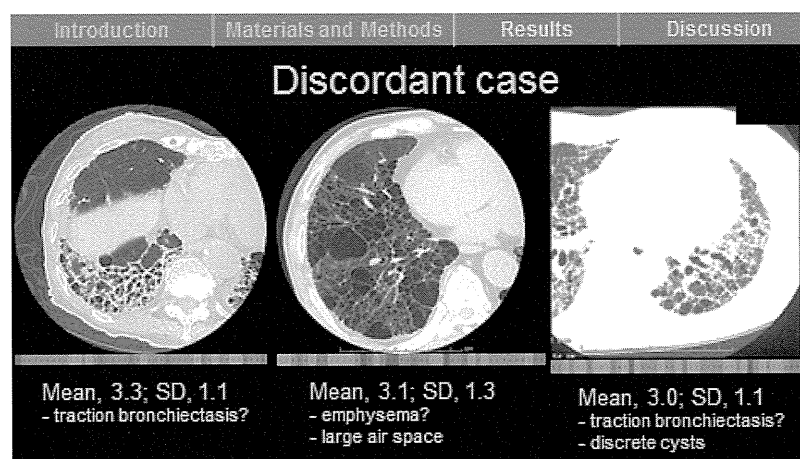 Introduction
Materials and Methods
Results
Discussion
Discordant case
Mean, 3.3; SD, 1.1
- traction bronchiectasis?
Mean, 3.1; SD, 1.3
- emphysema?
- large air space
Mean, 3.0; SD, 1.1
- traction bronchiectasis?
- discrete cysts